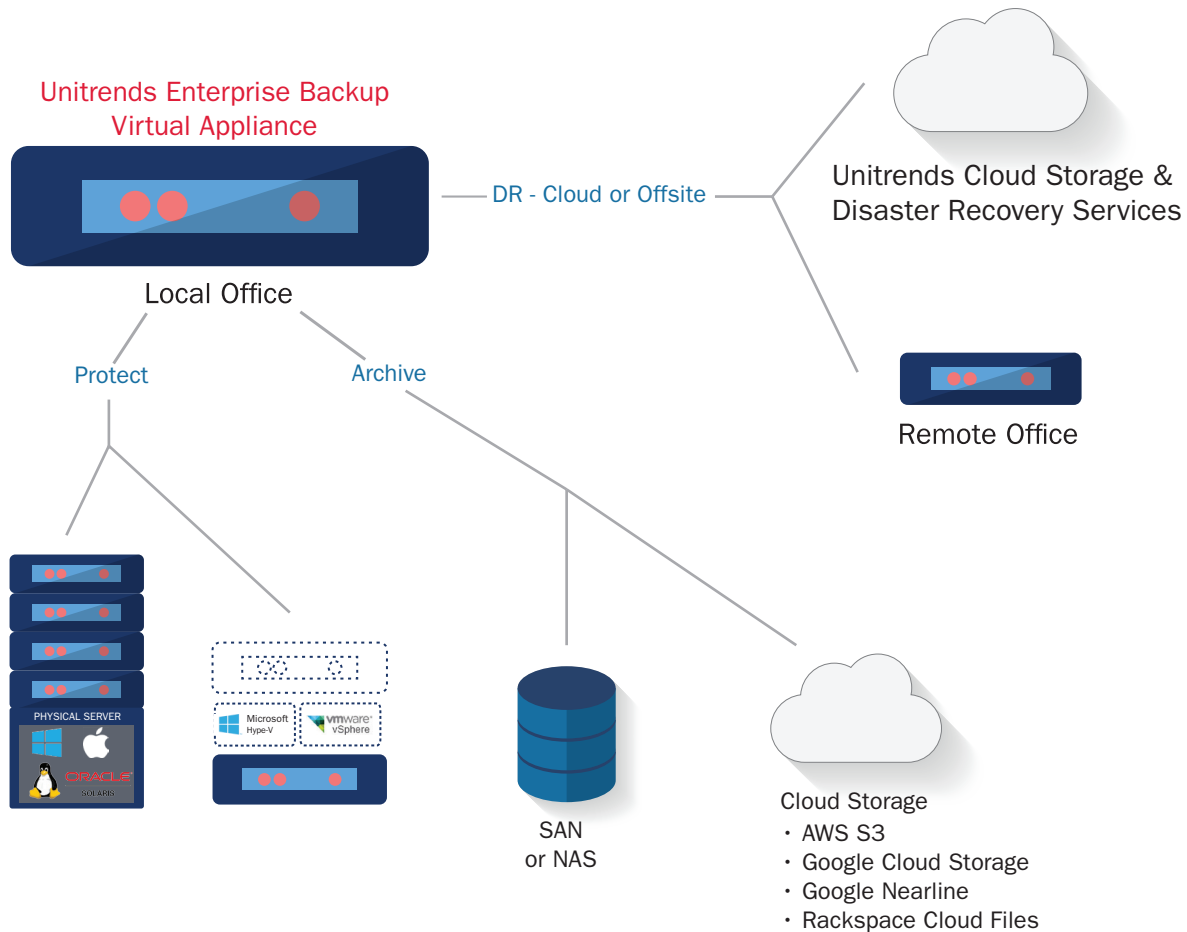 Unitrends Enterprise Backup
Virtual Appliance
Local Office
DR - Cloud or Offsite
Unitrends Cloud Storage &
Disaster Recovery Services
Remote Office
Protect
Archive
PHYSICAL SERVER
ORACLE
SOLARIS
Microsoft
Hype-V
vmware
vSphere
SAN
or NAS
Cloud Storage
· AWS S3
· Google Cloud Storage
· Google Nearline
· Rackspace Cloud Files